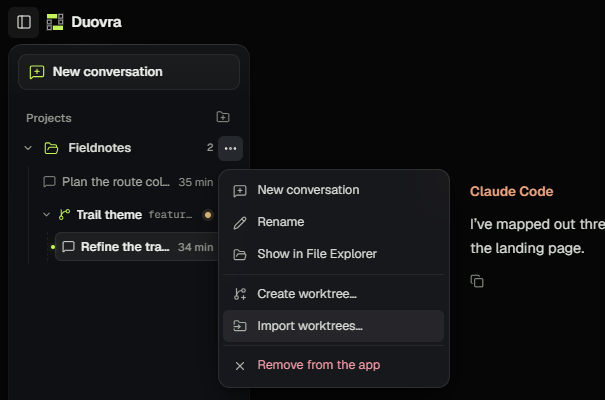 Duovra
New conversation
Projects
Fieldnotes 2
Plan the route col... 35 min
Trail theme featur...
Refine the tra... 34 min
New conversation
Rename
Show in File Explorer
Create worktree...
Import worktrees...
Remove from the app
Claude Code
I've mapped out thre
the landing page.